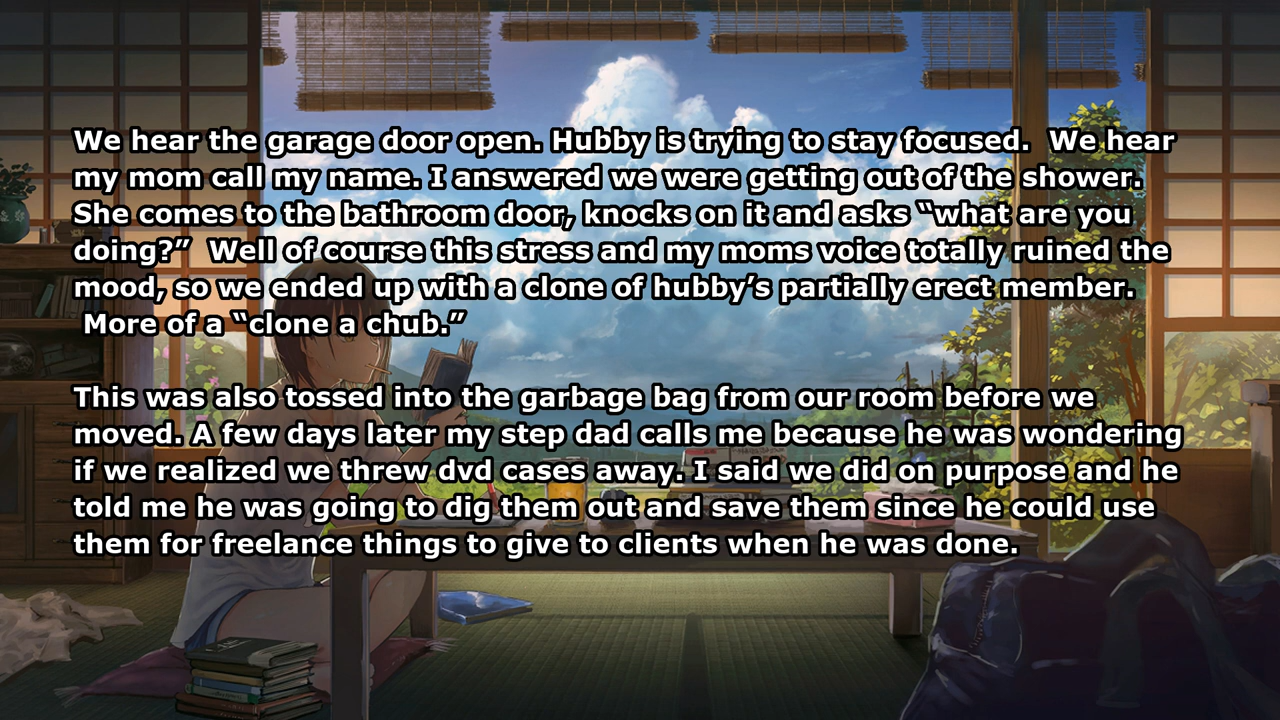 We hear the garage door open. Hubby is trying to stay focused.  We hear
my mom call my name. I answered we were getting out of the shower.
She comes to the bathroom door, knocks on it and asks “what are you
doing?”  Well of course this stress and my moms voice totally ruined the
mood, so we ended up with a clone of hubby’s partially erect member.
 More of a “clone a chub.”

This was also tossed into the garbage bag from our room before we
moved. A few days later my step dad calls me because he was wondering
if we realized we threw dvd cases away. I said we did on purpose and he
told me he was going to dig them out and save them since he could use
them for freelance things to give to clients when he was done.